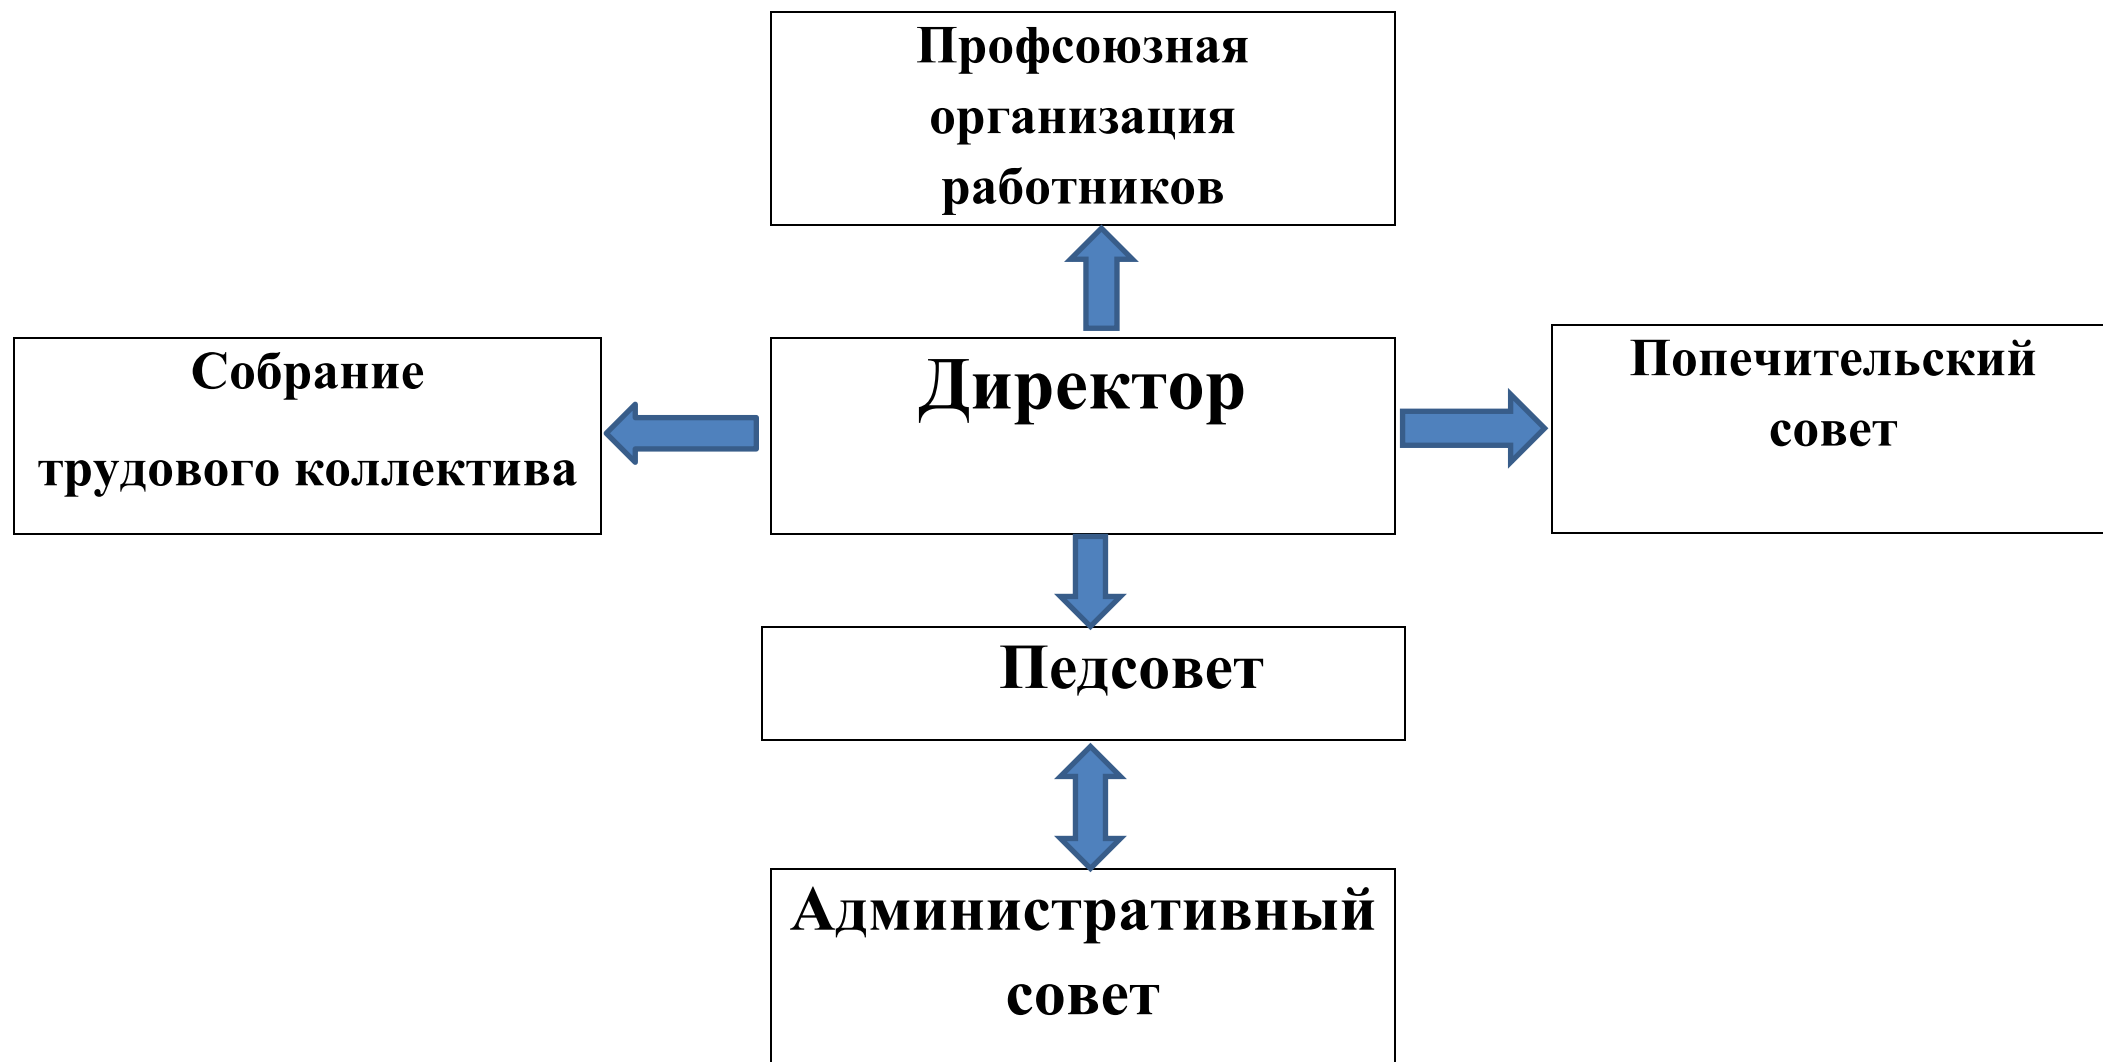 Профсоюзная
организация
работников
Собрание
трудового коллектива
Директор
Попечительский
совет
Педсовет
Административный
совет